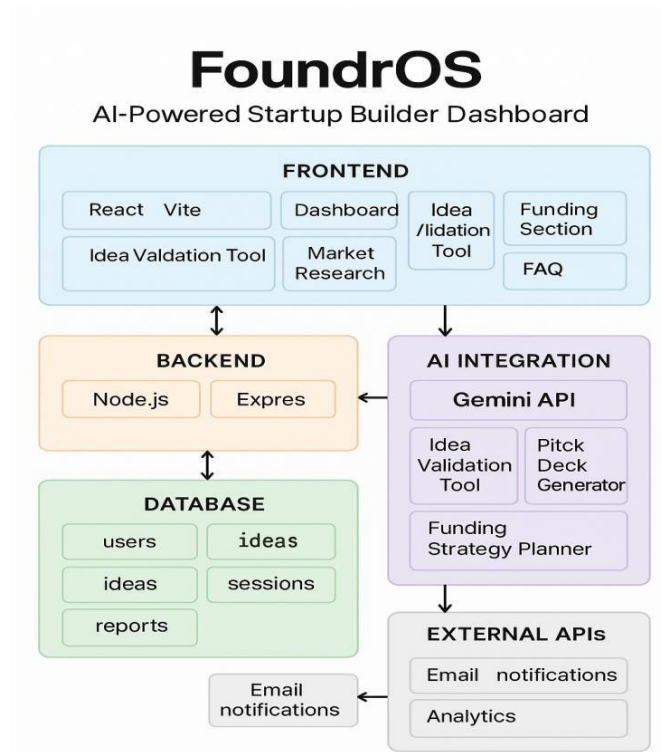 FoundrOS
AI-Powered Startup Builder Dashboard
FRONTEND
React Vite
Dashboard
Idea
/lidation
Tool
Funding
Section
Idea Valdation Tool
Market
Research
FAQ
BACKEND
Node.js
Expres
AI INTEGRATION
Gemini API
Idea
Validation
Tool
Pitck
Deck
Generator
Funding
Strategy Planner
DATABASE
users
ideas
ideas
sessions
reports
EXTERNAL APIs
Email notifications
Analytics
Email
notifications